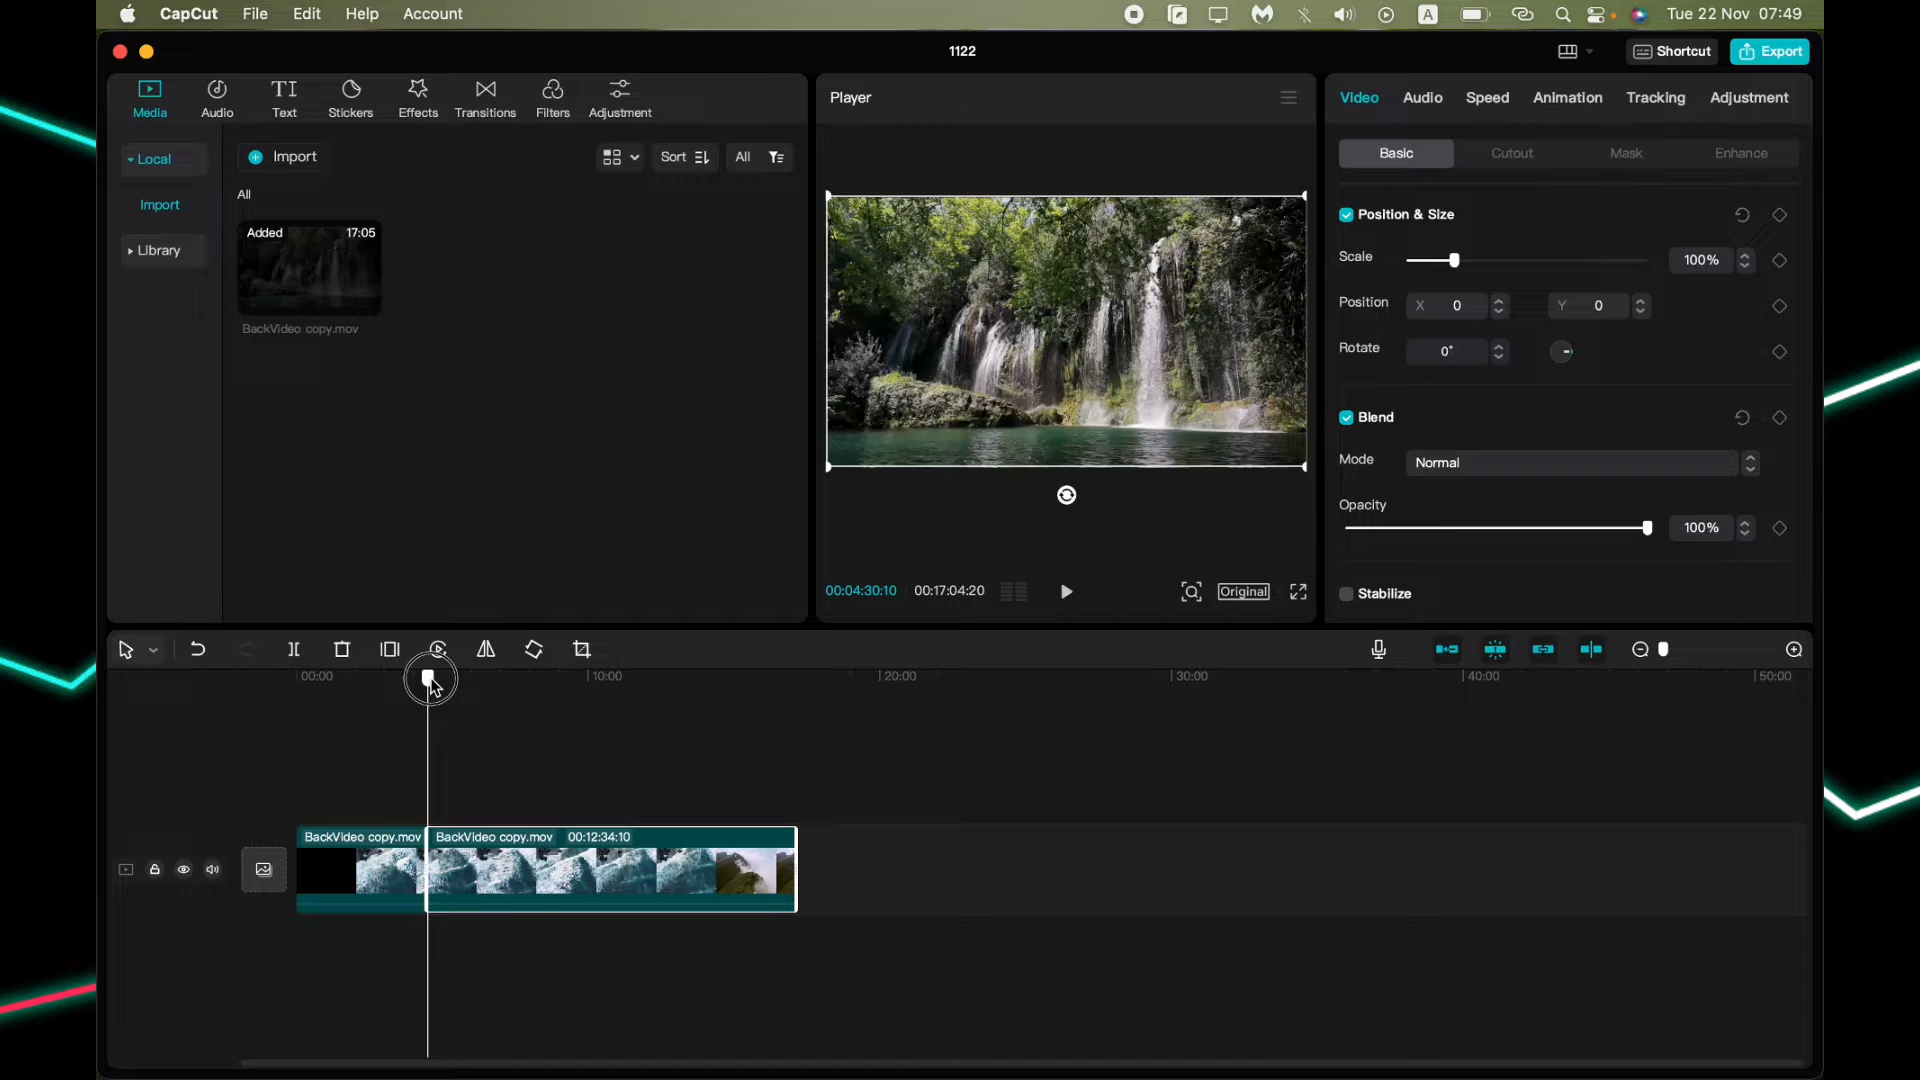 CapCut File Edit Help Account
A Tue 22 Nov 07:49
1122
Shortcut Export
Media Audio Text Stickers Effects Transitions Filters Adjustment
TI
Local
Import
Library
Import
Sort All
All
Added 17:05
BackVideo copy.mov
Player
00:04:30:10 00:17:04:20
Original
Video Audio Speed Animation Tracking Adjustment
Basic Cutout Mask Enhance
Position & Size
Scale 100%
Position X 0 Y 0
Rotate 0°
Blend
Mode Normal
Opacity
100%
Stabilize
00:00 10:00 20:00 30:00 40:00 50:00
BackVideo copy.mov BackVideo copy.mov 00:12:34:10